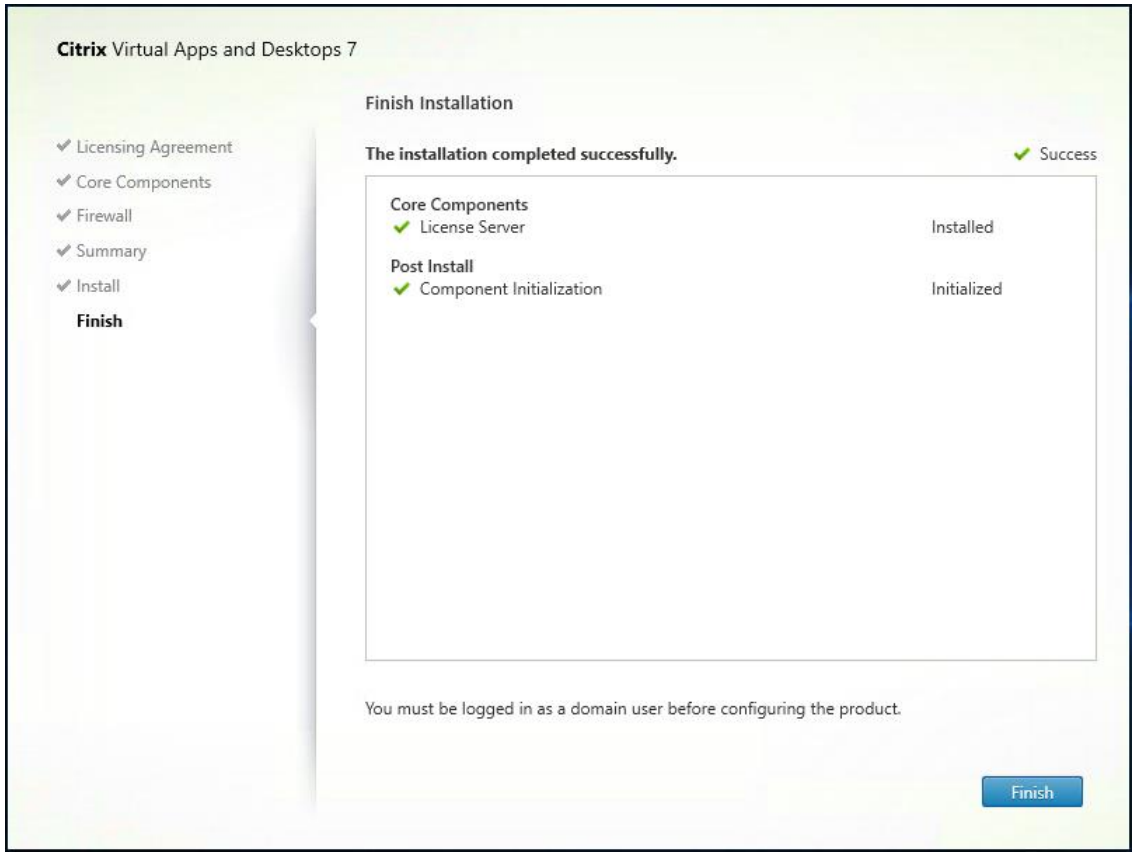 Citrix Virtual Apps and Desktops 7
Licensing Agreement
Core Components
Firewall
Summary
Install
Finish
Finish Installation
The installation completed successfully. Success
Core Components
License Server Installed
Post Install
Component Initialization Initialized
You must be logged in as a domain user before configuring the product.
Finish